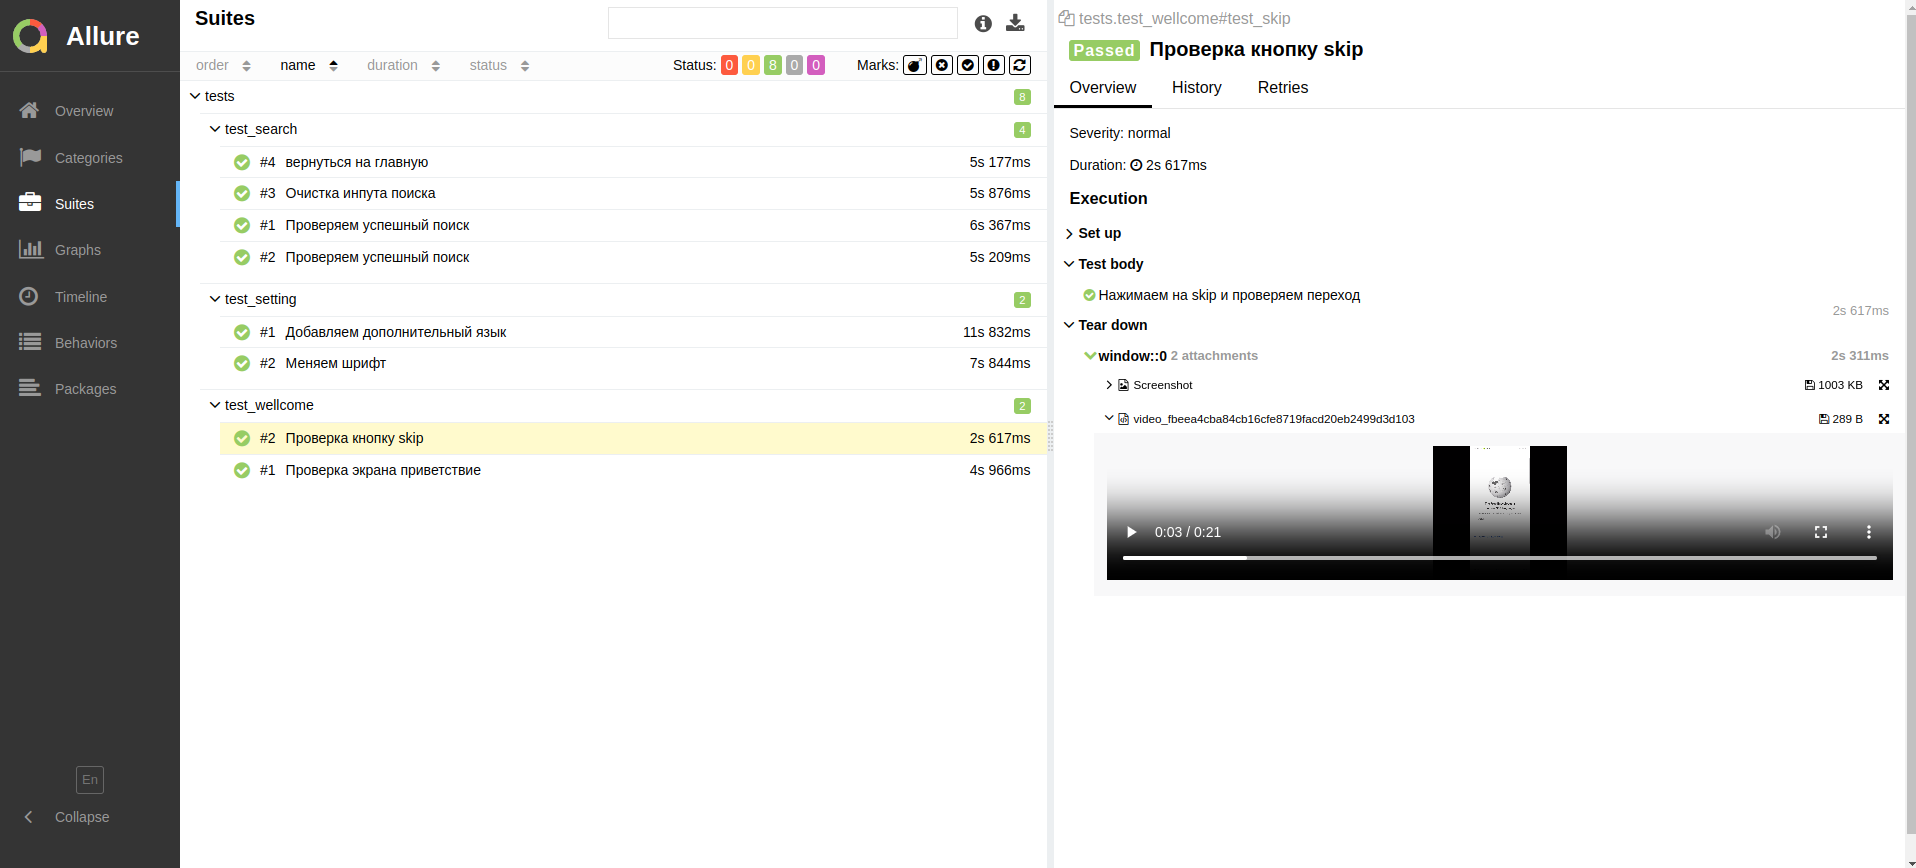 Allure
Overview
Categories
Suites
Graphs
Timeline
Behaviors
Packages
En
Collapse
Suites
order name duration status Status: 0 0 8 0 0 Marks:
tests 8
test_search 4
#4 вернуться на главную 5s 177ms
#3 Очистка инпута поиска 5s 876ms
#1 Проверяем успешный поиск 6s 367ms
#2 Проверяем успешный поиск 5s 209ms
test_setting 2
#1 Добавляем дополнительный язык 11s 832ms
#2 Меняем шрифт 7s 844ms
test_wellcome 2
#2 Проверка кнопку skip 2s 617ms
#1 Проверка экрана приветствие 4s 966ms
tests.test_wellcome#test_skip
Passed Проверка кнопку skip
Overview History Retries
Severity: normal
Duration: 2s 617ms
Execution
Set up
Test body
Нажимаем на skip и проверяем переход
2s 617ms
Tear down
window::0 2 attachments 2s 311ms
Screenshot 1003 KB
video_fbeea4cba84cb16cfe8719facd20eb2499d3d103 289 B
0:03 / 0:21